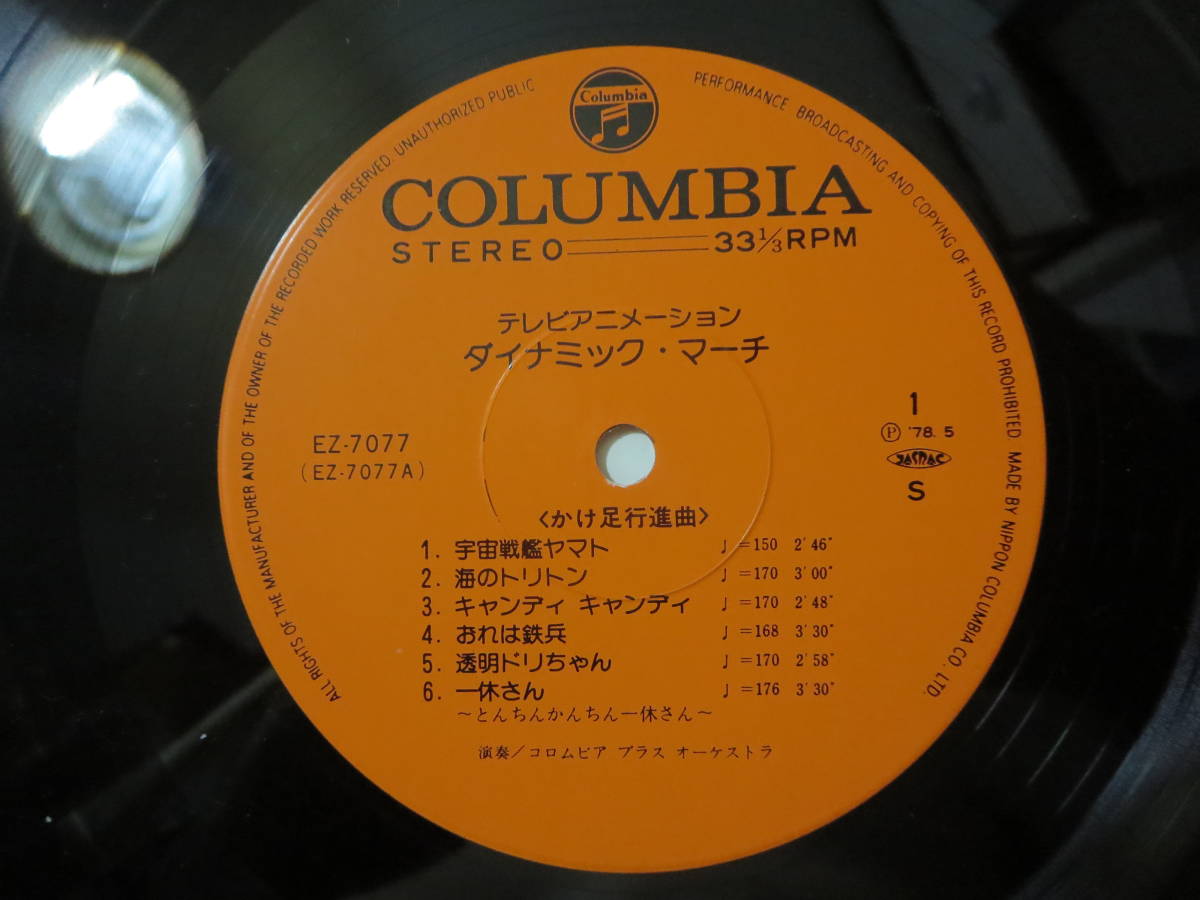 Columbia
ALL RIGHTS OF THE MANUFACTURER AND OF THE OWNER OF THE RECORDED WORK RESERVED. UNAUTHORIZED PUBLIC PERFORMANCE. BROADCASTING AND COPYING OF THIS RECORD PROHIBITED. MADE BY NIPPON COLUMBIA CO., LTD.
COLUMBIA
STEREO 33⅓RPM
テレビアニメーション
ダイナミック・マーチ
EZ-7077
(EZ-7077A)
1
Ⓟ '78. 5
JASRAC
S
〈かけ足行進曲〉
1. 宇宙戦艦ヤマト ♩=150 2'46"
2. 海のトリトン ♩=170 3'00"
3. キャンディ キャンディ ♩=170 2'48"
4. おれは鉄兵 ♩=168 3'30"
5. 透明ドリちゃん ♩=170 2'58"
6. 一休さん ♩=176 3'30"
～とんちんかんちん一休さん～
演奏/コロムビア ブラス オーケストラ